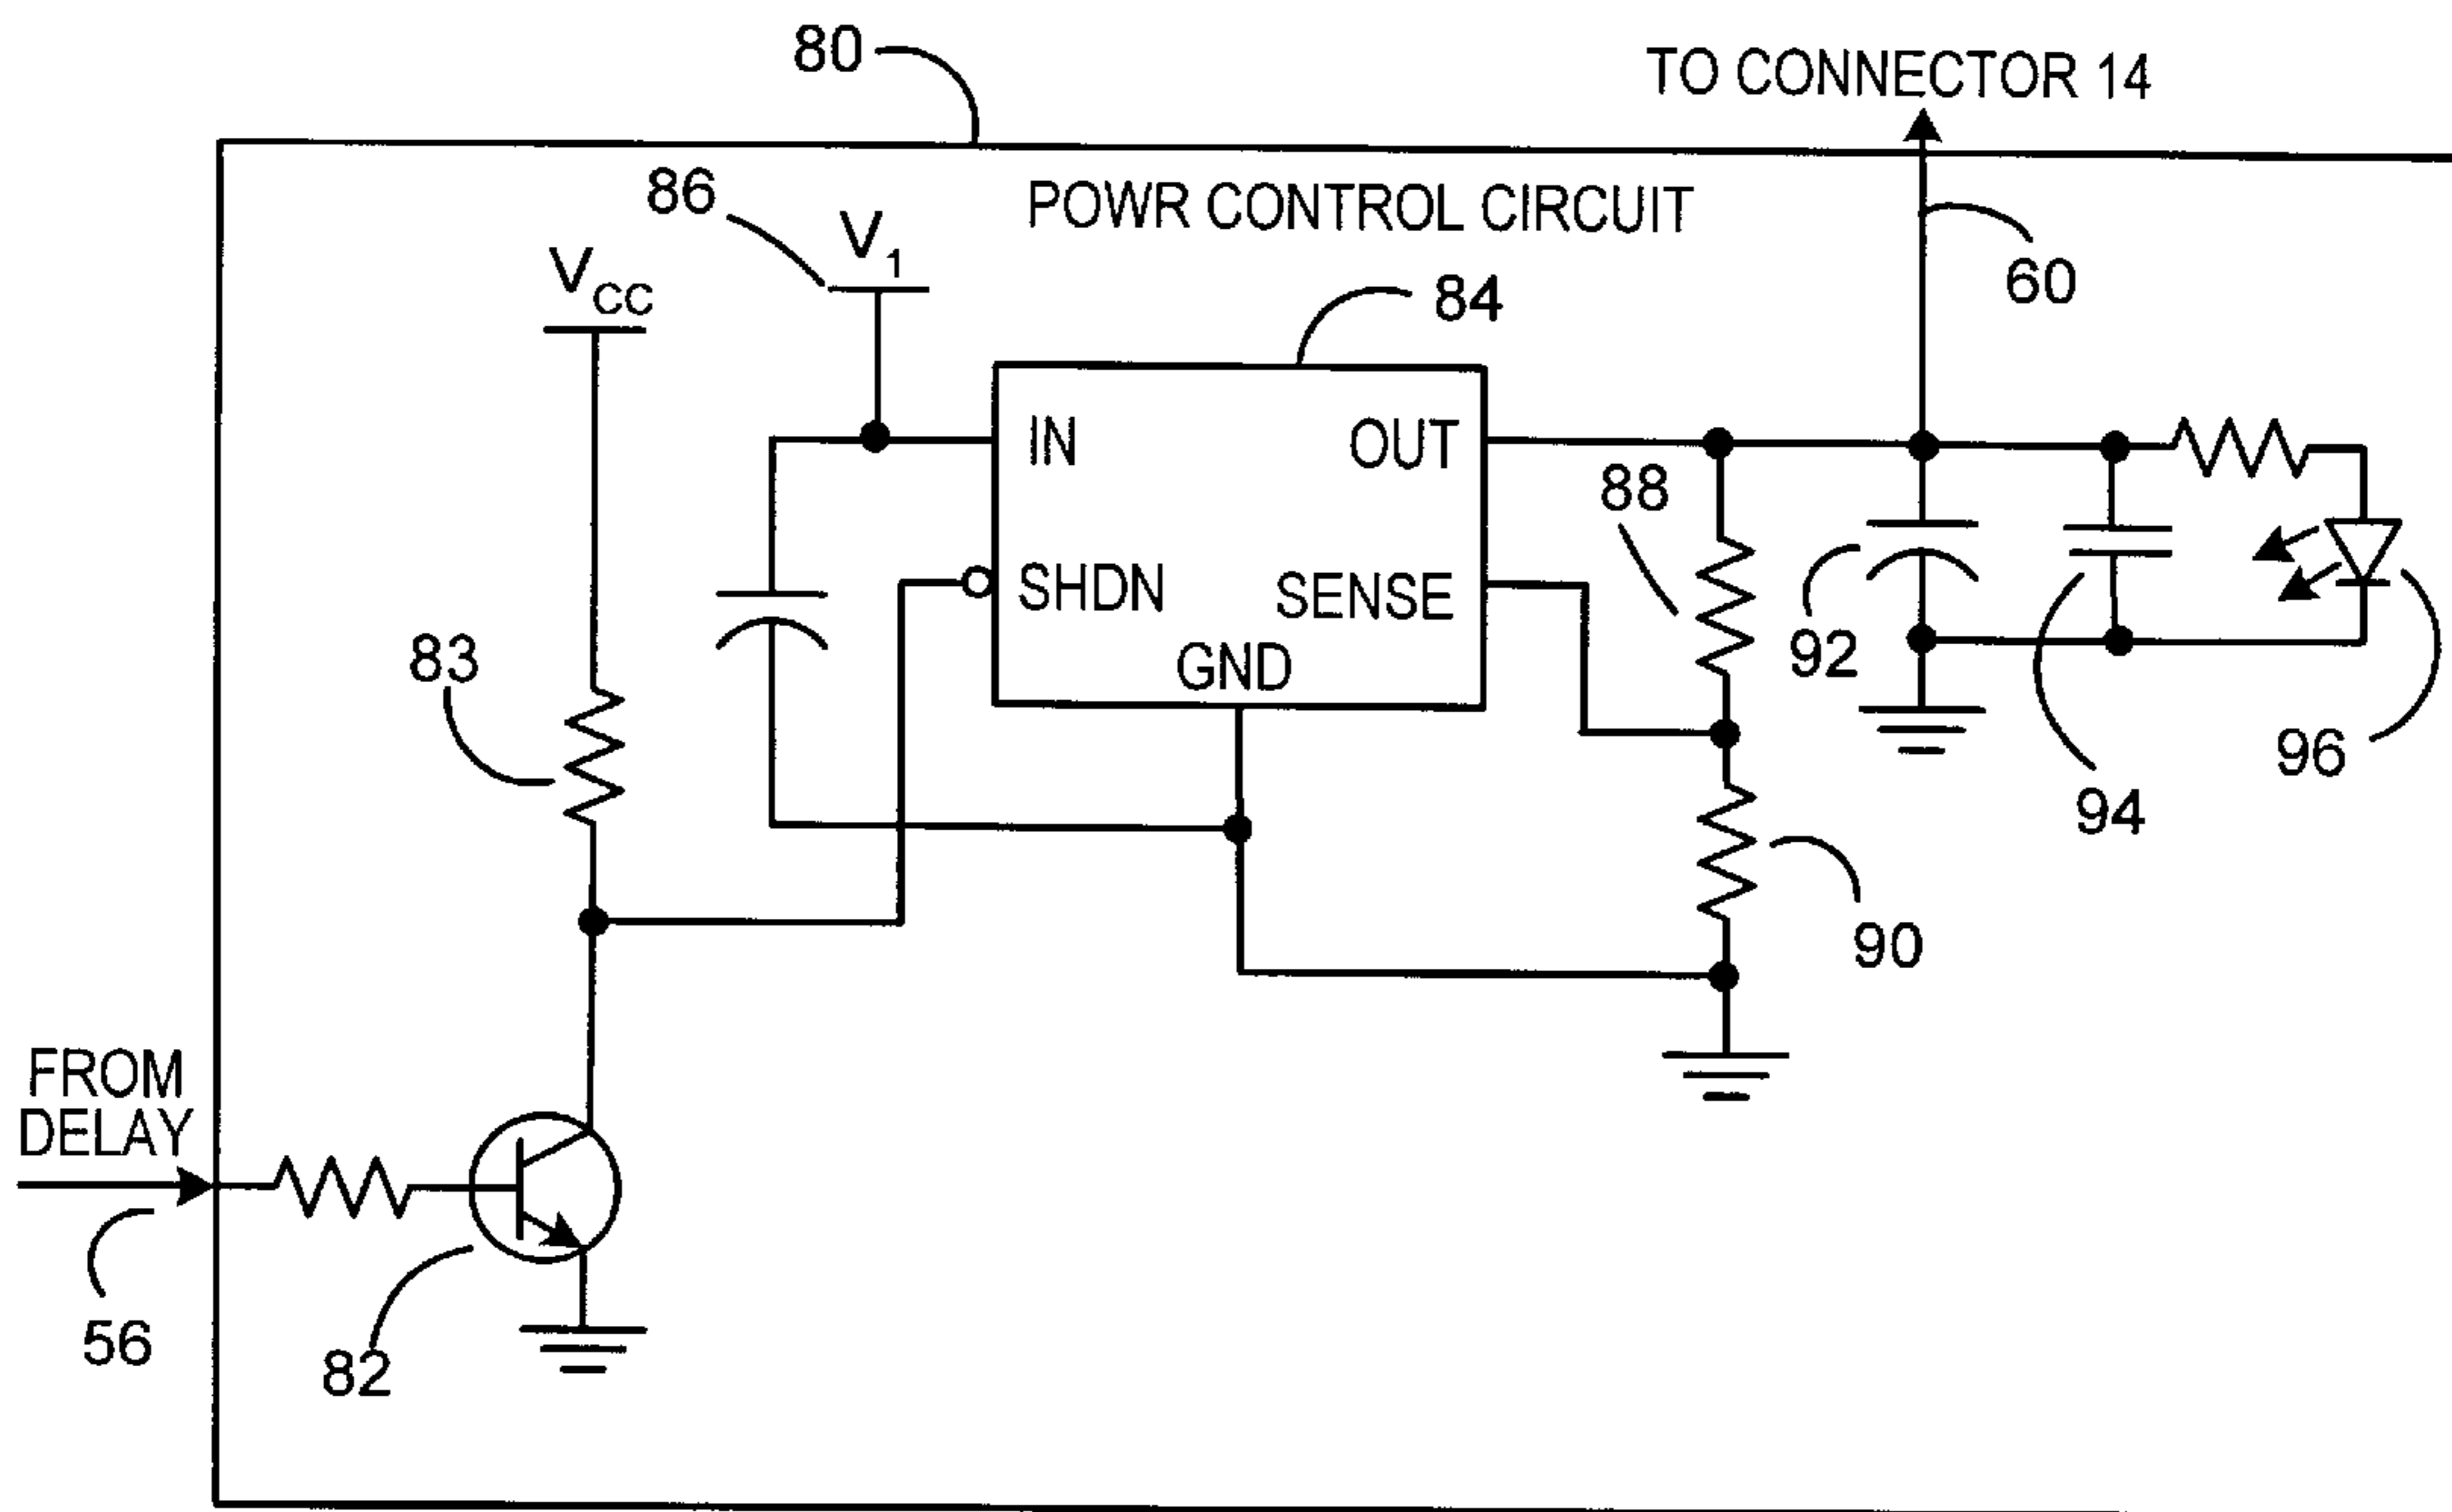 80
TO CONNECTOR 14
86
V1
POWR CONTROL CIRCUIT
VCC
84
60
IN
OUT
88
SHDN
SENSE
83
92
GND
96
94
90
FROM
DELAY
56
82